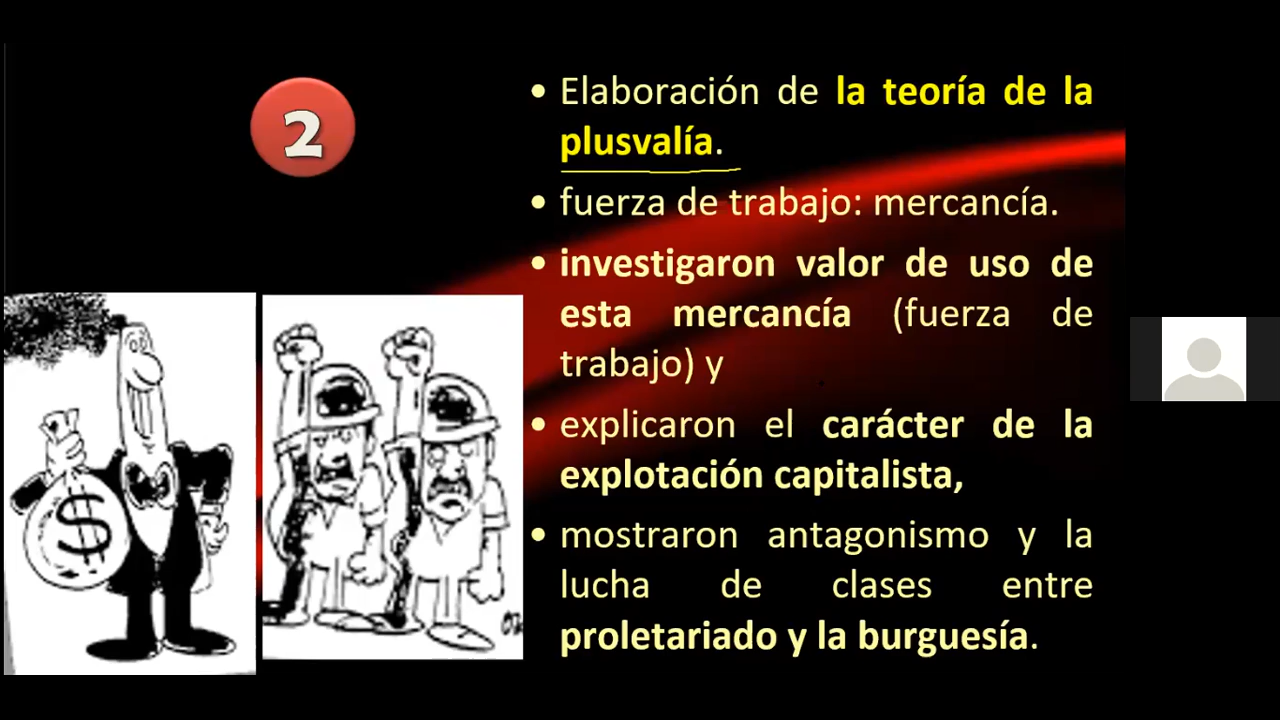 2
• Elaboración de la teoría de la
plusvalía.
• fuerza de trabajo: mercancía.
• investigaron valor de uso de
esta mercancía (fuerza de
trabajo) y
• explicaron el carácter de la
explotación capitalista,
• mostraron antagonismo y la
lucha de clases entre
proletariado y la burguesía.
$